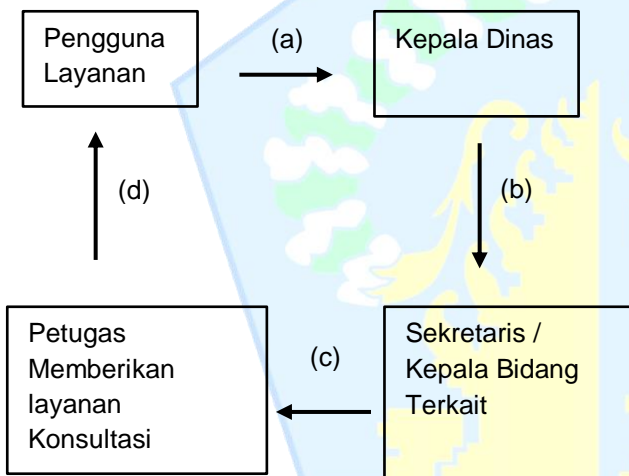 Pengguna
Layanan
(a)
Kepala Dinas
(b)
Sekretaris /
Kepala Bidang
Terkait
(c)
Petugas
Memberikan
layanan
Konsultasi
(d)